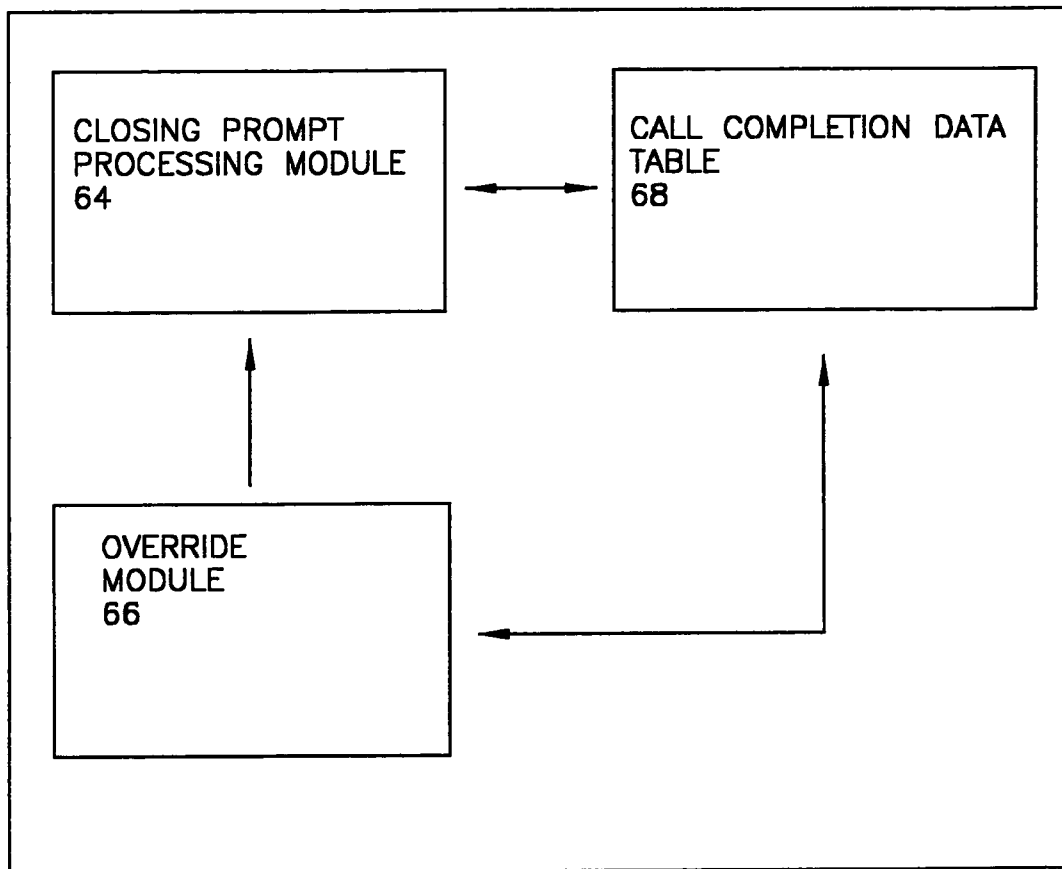 CLOSING PROMPT
PROCESSING MODULE
64
CALL COMPLETION DATA
TABLE
68
OVERRIDE
MODULE
66